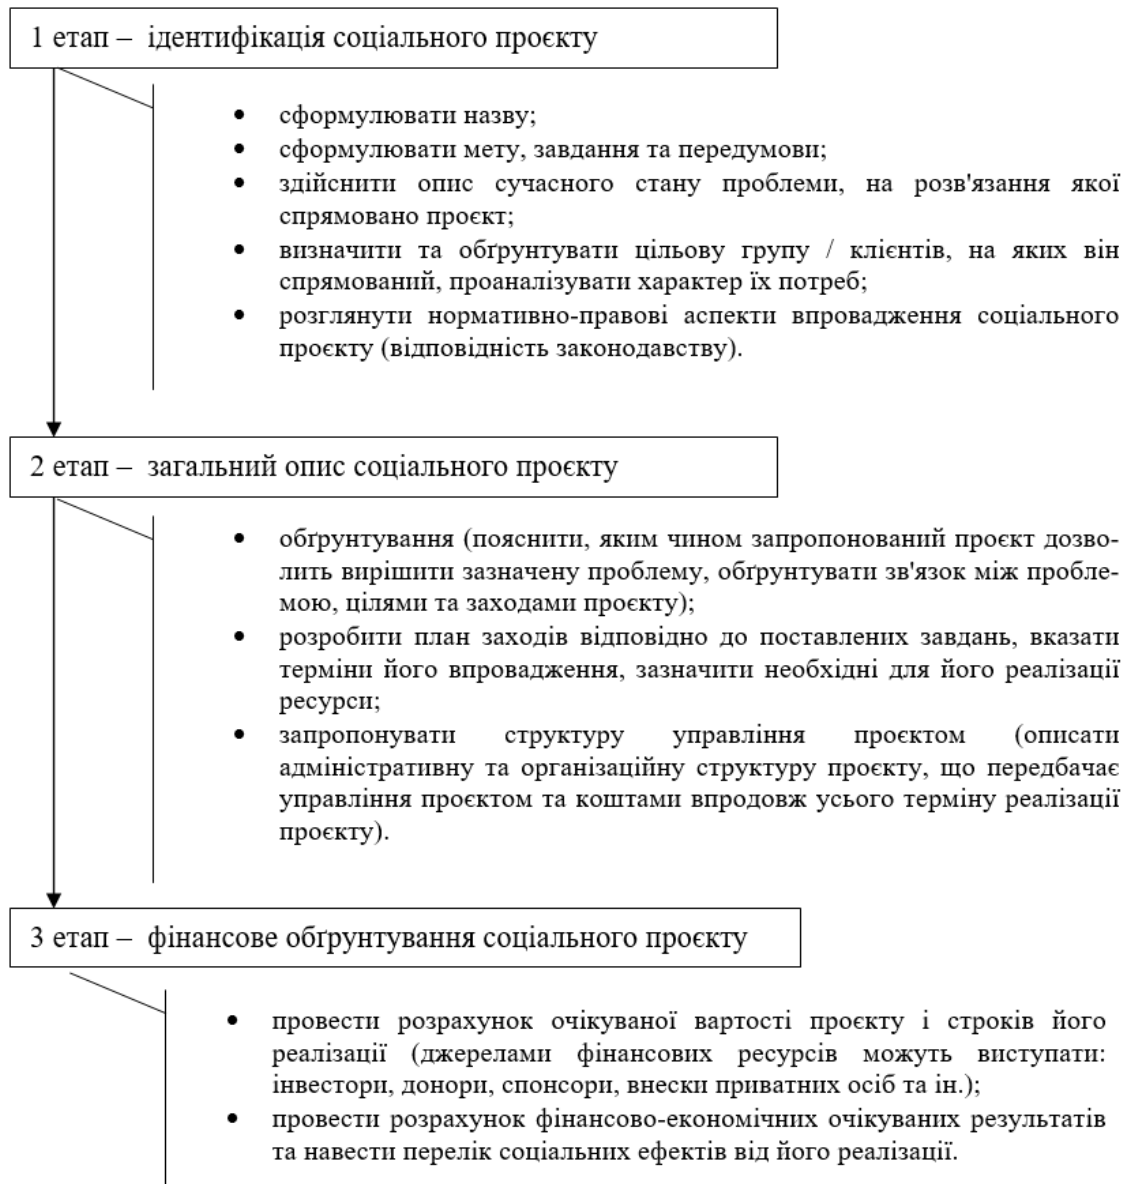 1 етап – ідентифікація соціального проєкту
• сформулювати назву;
• сформулювати мету, завдання та передумови;
• здійснити опис сучасного стану проблеми, на розв'язання якої
спрямовано проєкт;
• визначити та обґрунтувати цільову групу / клієнтів, на яких він
спрямований, проаналізувати характер їх потреб;
• розглянути нормативно-правові аспекти впровадження соціального
проєкту (відповідність законодавству).
2 етап – загальний опис соціального проєкту
• обґрунтування (пояснити, яким чином запропонований проєкт дозво-
лить вирішити зазначену проблему, обґрунтувати зв'язок між пробле-
мою, цілями та заходами проєкту);
• розробити план заходів відповідно до поставлених завдань, вказати
терміни його впровадження, зазначити необхідні для його реалізації
ресурси;
• запропонувати структуру управління проєктом (описати
адміністративну та організаційну структуру проєкту, що передбачає
управління проєктом та коштами впродовж усього терміну реалізації
проєкту).
3 етап – фінансове обґрунтування соціального проєкту
• провести розрахунок очікуваної вартості проєкту і строків його
реалізації (джерелами фінансових ресурсів можуть виступати:
інвестори, донори, спонсори, внески приватних осіб та ін.);
• провести розрахунок фінансово-економічних очікуваних результатів
та навести перелік соціальних ефектів від його реалізації.